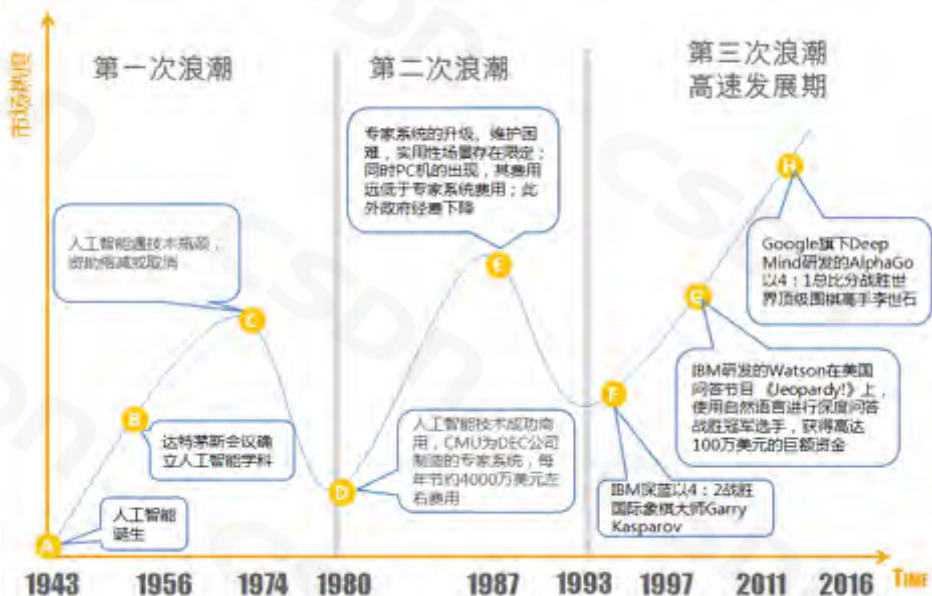 市场热度
第一次浪潮
第二次浪潮
第三次浪潮
高速发展期
专家系统的升级、维护困
难，实用性场景存在限定；
同时PC机的出现，其费用
远低于专家系统费用；此
外政府经费下降
人工智能遇技术瓶颈，
资助缩减或取消
Google旗下Deep
Mind研发的AlphaGo
以4：1总比分战胜世
界顶级围棋高手李世石
IBM研发的Watson在美国
问答节目《Jeopardy!》上，
使用自然语言进行深度问答
战胜冠军选手，获得高达
100万美元的巨额资金
人工智能技术成功商
用，CMU为DEC公司
制造的专家系统，每
年节约4000万美元左
右费用
达特茅斯会议确
立人工智能学科
IBM深蓝以4：2战胜
国际象棋大师Garry
Kasparov
人工智能
诞生
A
B
C
D
E
F
G
H
1943
1956
1974
1980
1987
1993
1997
2011
2016
TIME
csdn